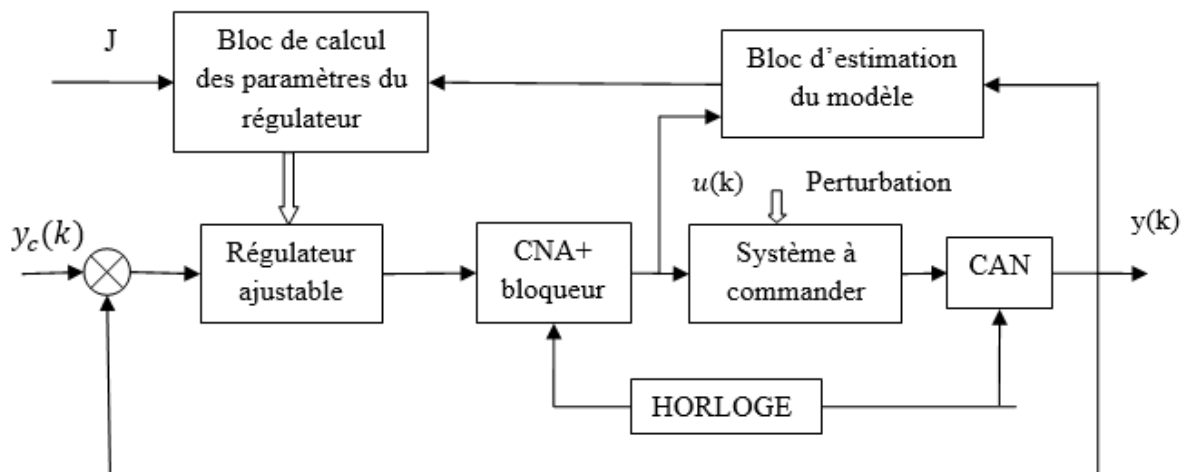 J
Bloc de calcul
des paramètres du
régulateur
Bloc d'estimation
du modèle
u(k)
Perturbation
y(k)
y_c(k)
Régulateur
ajustable
CNA+
bloqueur
Système à
commander
CAN
HORLOGE